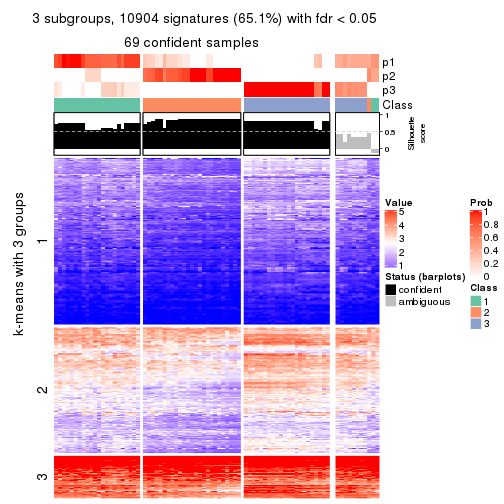 3 subgroups, 10904 signatures (65.1%) with fdr < 0.05
69 confident samples
p1
p2
p3
Class
1
0.5
0
Silhouette
score
k-means with 3 groups
1
2
3
Value
5
4
3
2
1
Status (barplots)
confident
ambiguous
Prob
1
0.8
0.6
0.4
0.2
0
Class
1
2
3